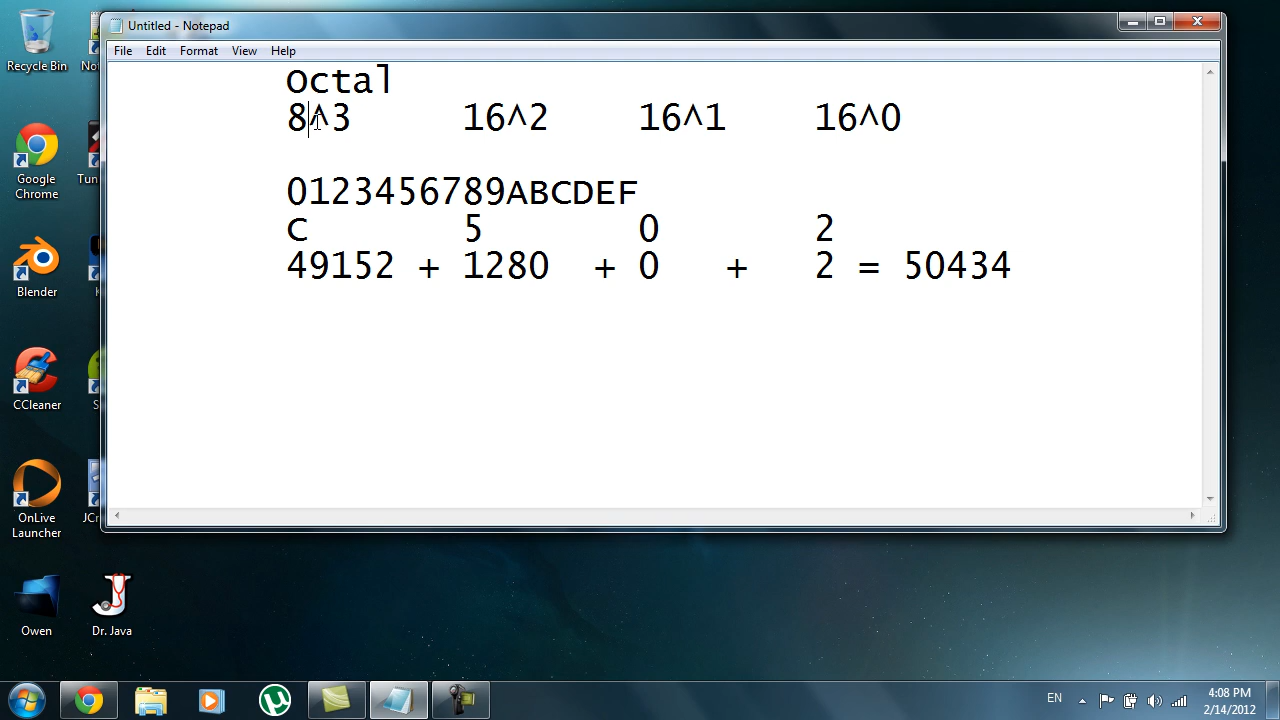 Untitled - Notepad
File Edit Format View Help
Octal
8^3 16^2 16^1 16^0
0123456789ABCDEF
C 5 0 2
49152 + 1280 + 0 + 2 = 50434
Recycle Bin
Google Chrome
Blender
CCleaner
OnLive Launcher
Owen
Dr. Java
EN
4:08 PM
2/14/2012